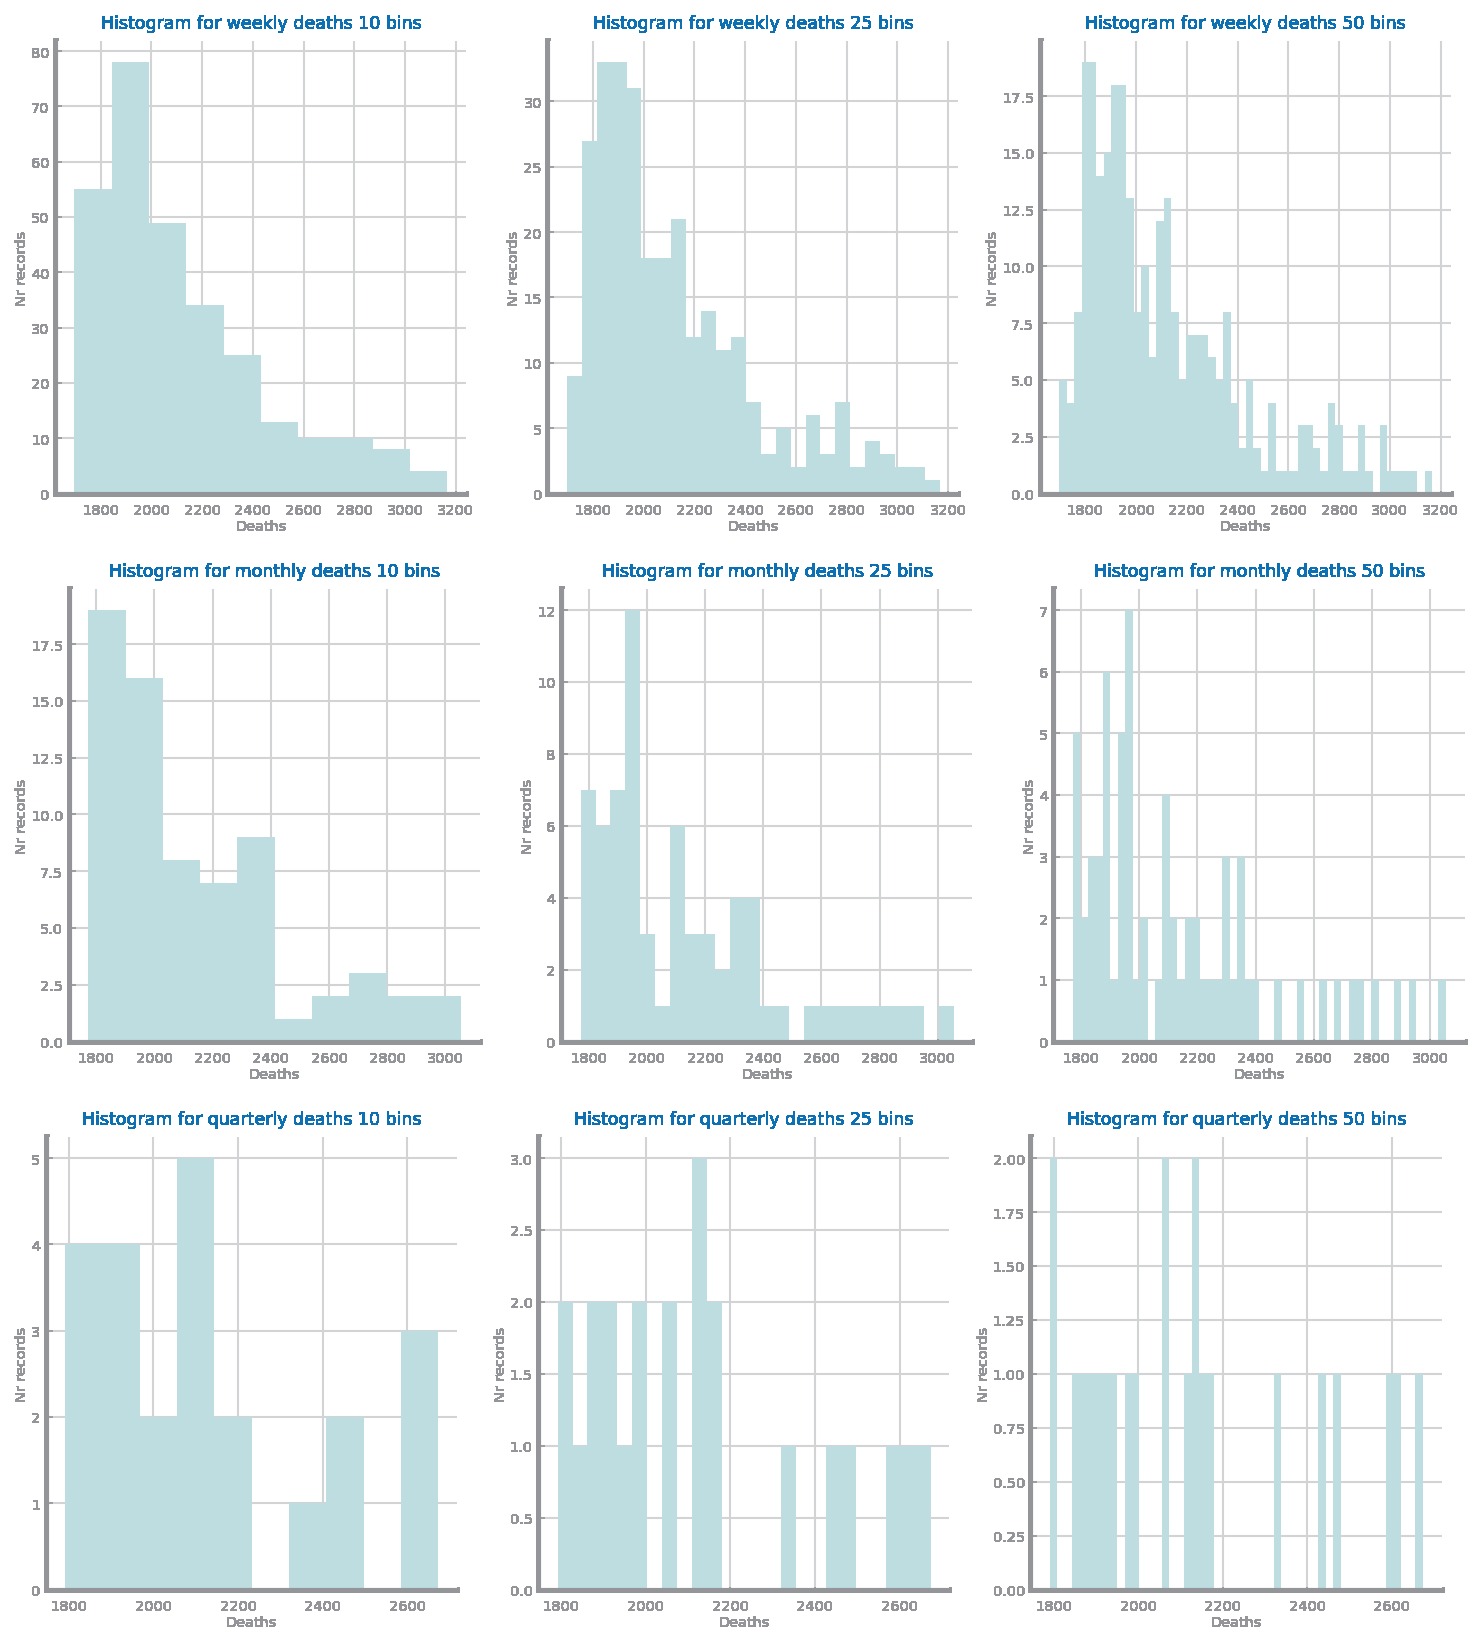 Histogram for weekly deaths 10 bins
80
70
60
50
40
30
20
10
0
Nr records
1800 2000 2200 2400 2600 2800 3000 3200
Deaths
Histogram for weekly deaths 25 bins
30
25
20
15
10
5
0
Nr records
1800 2000 2200 2400 2600 2800 3000 3200
Deaths
Histogram for weekly deaths 50 bins
17.5
15.0
12.5
10.0
7.5
5.0
2.5
0.0
Nr records
1800 2000 2200 2400 2600 2800 3000 3200
Deaths
Histogram for monthly deaths 10 bins
17.5
15.0
12.5
10.0
7.5
5.0
2.5
0.0
Nr records
1800 2000 2200 2400 2600 2800 3000
Deaths
Histogram for monthly deaths 25 bins
12
10
8
6
4
2
0
Nr records
1800 2000 2200 2400 2600 2800 3000
Deaths
Histogram for monthly deaths 50 bins
7
6
5
4
3
2
1
0
Nr records
1800 2000 2200 2400 2600 2800 3000
Deaths
Histogram for quarterly deaths 10 bins
5
4
3
2
1
0
Nr records
1800 2000 2200 2400 2600
Deaths
Histogram for quarterly deaths 25 bins
3.0
2.5
2.0
1.5
1.0
0.5
0.0
Nr records
1800 2000 2200 2400 2600
Deaths
Histogram for quarterly deaths 50 bins
2.00
1.75
1.50
1.25
1.00
0.75
0.50
0.25
0.00
Nr records
1800 2000 2200 2400 2600
Deaths